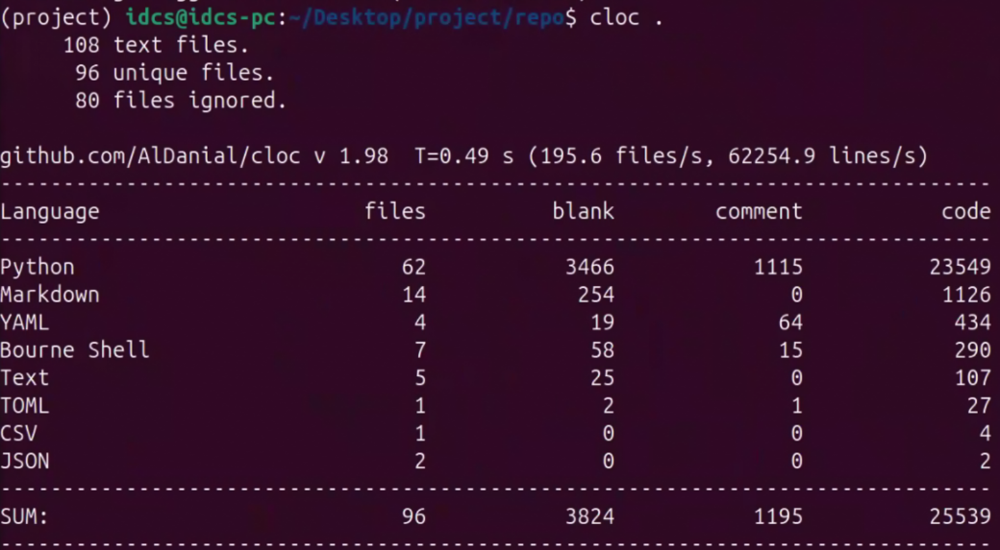 (project) idcs@idcs-pc:~/Desktop/project/repo$ cloc .
108 text files.
96 unique files.
80 files ignored.
github.com/AlDanial/cloc v 1.98  T=0.49 s (195.6 files/s, 62254.9 lines/s)
-------------------------------------------------------------------------------
Language                     files          blank        comment           code
-------------------------------------------------------------------------------
Python                          62           3466           1115          23549
Markdown                        14            254              0           1126
YAML                             4             19             64            434
Bourne Shell                     7             58             15            290
Text                             5             25              0            107
TOML                             1              2              1             27
CSV                              1              0              0              4
JSON                             2              0              0              2
-------------------------------------------------------------------------------
SUM:                            96           3824           1195          25539
-------------------------------------------------------------------------------